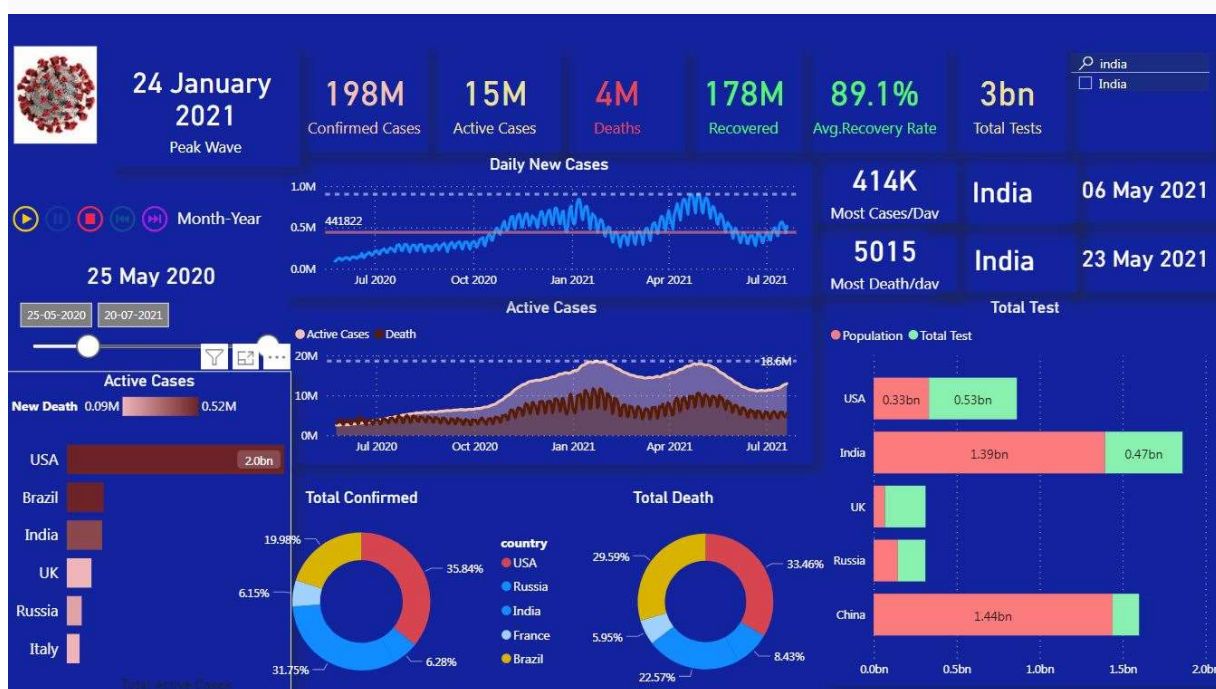 24 January
2021
Peak Wave
198M
Confirmed Cases
15M
Active Cases
4M
Deaths
178M
Recovered
89.1%
Avg.Recovery Rate
3bn
Total Tests
india
India
Month-Year
25 May 2020
25-05-2020 20-07-2021
Daily New Cases
1.0M
441822
0.5M
0.0M
Jul 2020 Oct 2020 Jan 2021 Apr 2021 Jul 2021
414K
Most Cases/Day
India
06 May 2021
5015
Most Death/day
India
23 May 2021
Active Cases
Active Cases Death
20M
18.6M
10M
0M
Jul 2020 Oct 2020 Jan 2021 Apr 2021 Jul 2021
Active Cases
New Death 0.09M 0.52M
USA 2.0bn
Brazil
India
UK
Russia
Italy
Total Active Cases
Total Confirmed
19.98%
35.84%
6.15%
6.28%
31.75%
country
USA
Russia
India
France
Brazil
Total Death
29.59%
33.46%
5.95%
8.43%
22.57%
Total Test
Population Total Test
USA 0.33bn 0.53bn
India 1.39bn 0.47bn
UK
Russia
China 1.44bn
0.0bn 0.5bn 1.0bn 1.5bn 2.0bn